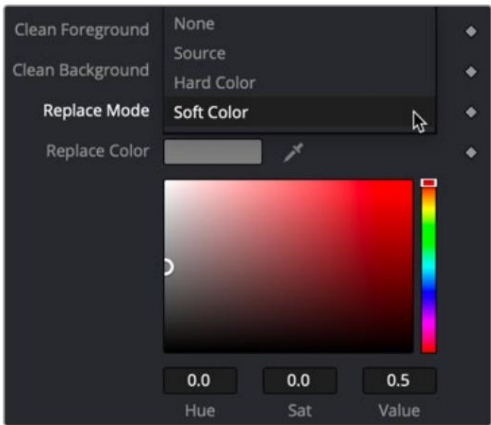 Clean Foreground
None
Source
Clean Background
Hard Color
Replace Mode
Soft Color
Replace Color
0.0 0.0 0.5
Hue Sat Value